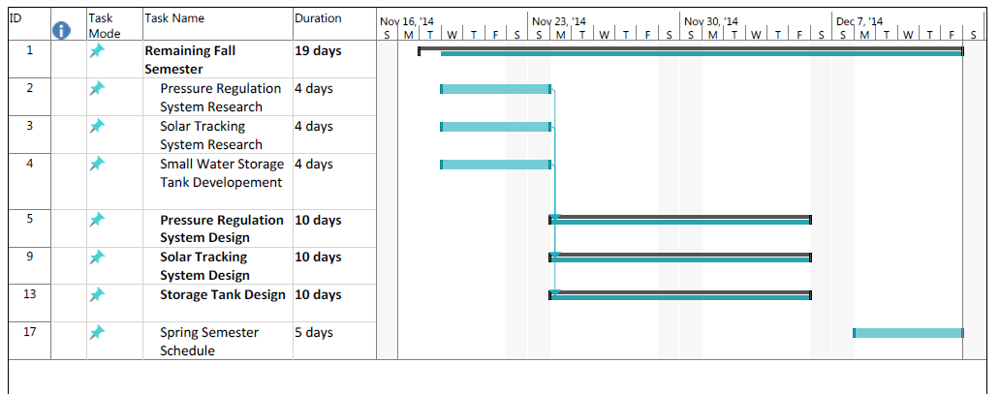 ID Task Mode Task Name Duration
Nov 16, '14 Nov 23, '14 Nov 30, '14 Dec 7, '14
S M T W T F S S M T W T F S S M T W T F S S M T W T F S
1 Remaining Fall Semester 19 days
2 Pressure Regulation System Research 4 days
3 Solar Tracking System Research 4 days
4 Small Water Storage Tank Developement 4 days
5 Pressure Regulation System Design 10 days
9 Solar Tracking System Design 10 days
13 Storage Tank Design 10 days
17 Spring Semester Schedule 5 days